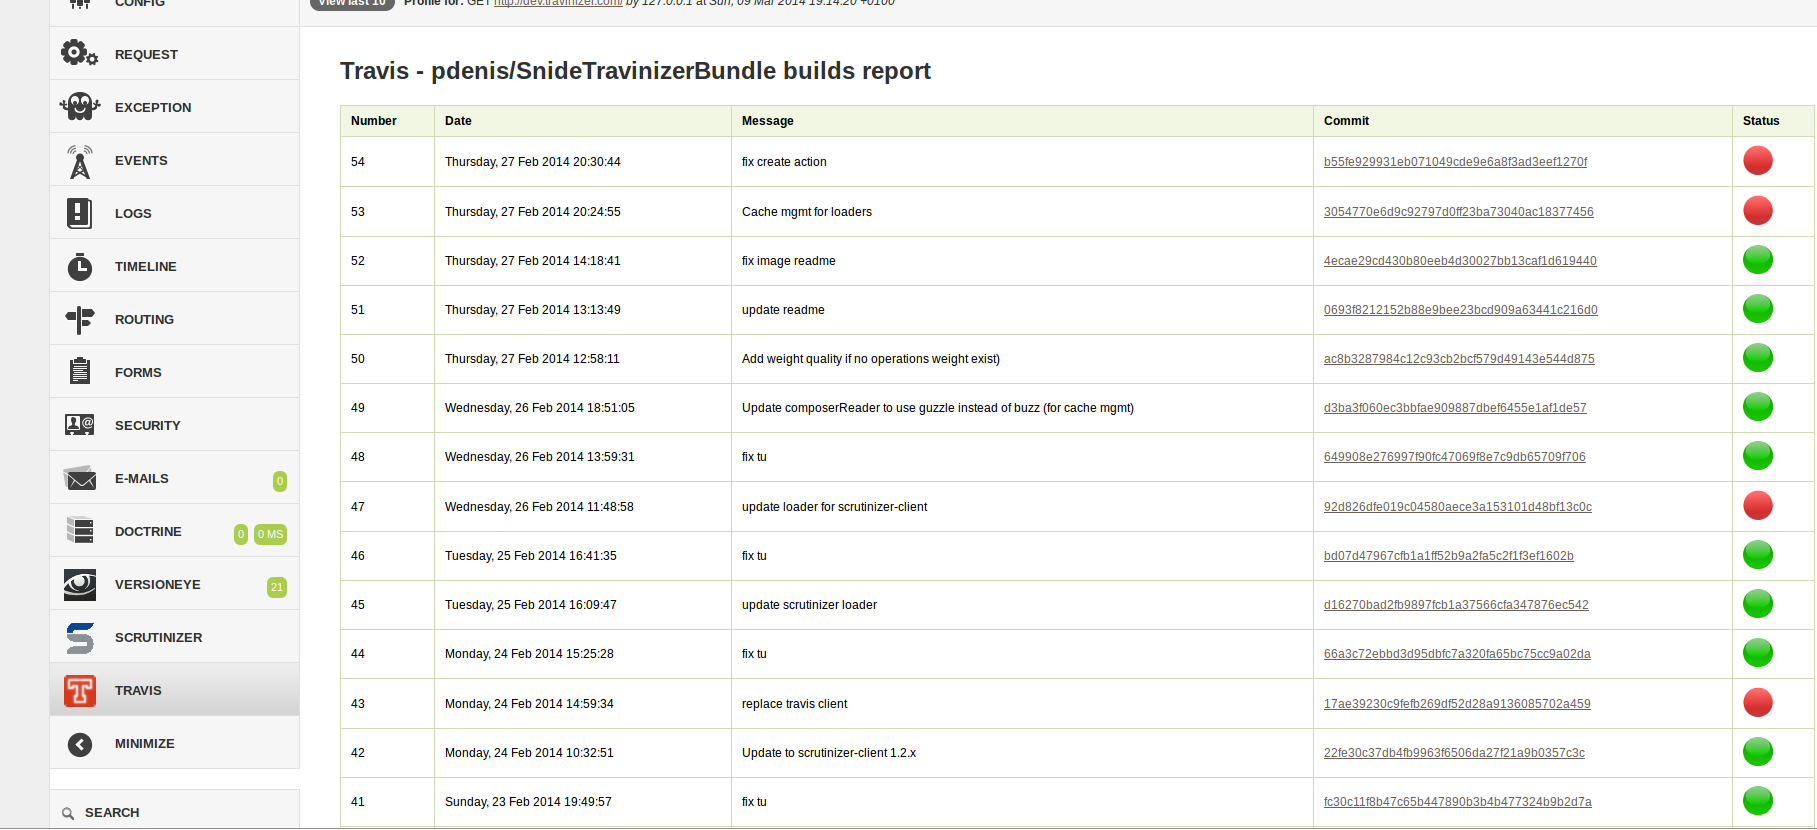 CONFIG
View last 10 Profile for: GET http://dev.travinizer.com/ by 127.0.0.1 at Sun, 09 Mar 2014 19:14:20 +0100
REQUEST
EXCEPTION
EVENTS
LOGS
TIMELINE
ROUTING
FORMS
SECURITY
E-MAILS 0
DOCTRINE 0 0 MS
VERSIONEYE 21
SCRUTINIZER
TRAVIS
MINIMIZE
SEARCH
Travis - pdenis/SnideTravinizerBundle builds report
Number Date Message Commit Status
54 Thursday, 27 Feb 2014 20:30:44 fix create action b55fe929931eb071049cde9e6a8f3ad3eef1270f
53 Thursday, 27 Feb 2014 20:24:55 Cache mgmt for loaders 3054770e6d9c92797d0ff23ba73040ac18377456
52 Thursday, 27 Feb 2014 14:18:41 fix image readme 4ecae29cd430b80eeb4d30027bb13caf1d619440
51 Thursday, 27 Feb 2014 13:13:49 update readme 0693f8212152b88e9bee23bcd909a63441c216d0
50 Thursday, 27 Feb 2014 12:58:11 Add weight quality if no operations weight exist) ac8b3287984c12c93cb2bcf579d49143e544d875
49 Wednesday, 26 Feb 2014 18:51:05 Update composerReader to use guzzle instead of buzz (for cache mgmt) d3ba3f060ec3bbfae909887dbef6455e1af1de57
48 Wednesday, 26 Feb 2014 13:59:31 fix tu 649908e276997f90fc47069f8e7c9db65709f706
47 Wednesday, 26 Feb 2014 11:48:58 update loader for scrutinizer-client 92d826dfe019c04580aece3a153101d48bf13c0c
46 Tuesday, 25 Feb 2014 16:41:35 fix tu bd07d47967cfb1a1ff52b9a2fa5c2f1f3ef1602b
45 Tuesday, 25 Feb 2014 16:09:47 update scrutinizer loader d16270bad2fb9897fcb1a37566cfa347876ec542
44 Monday, 24 Feb 2014 15:25:28 fix tu 66a3c72ebbd3d95dbfc7a320fa65bc75cc9a02da
43 Monday, 24 Feb 2014 14:59:34 replace travis client 17ae39230c9fefb269df52d28a9136085702a459
42 Monday, 24 Feb 2014 10:32:51 Update to scrutinizer-client 1.2.x 22fe30c37db4fb9963f6506da27f21a9b0357c3c
41 Sunday, 23 Feb 2014 19:49:57 fix tu fc30c11f8b47c65b447890b3b4b477324b9b2d7a